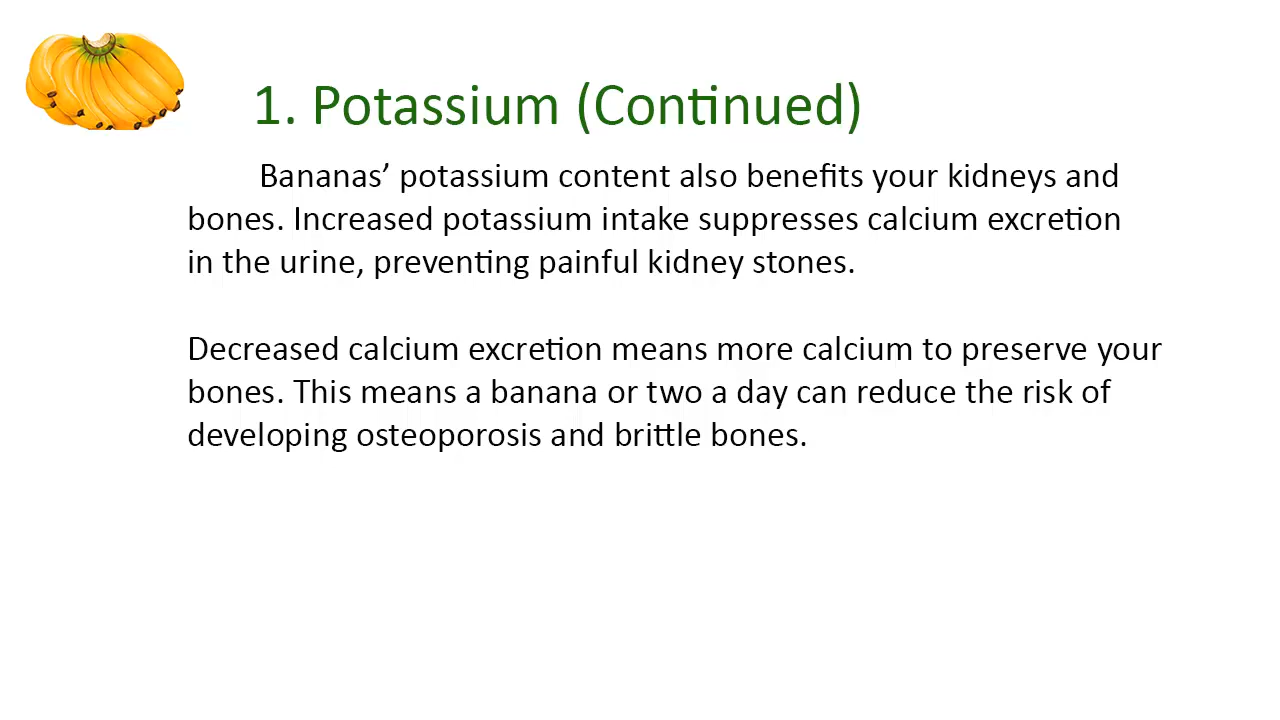 1. Potassium (Continued)
Bananas’ potassium content also benefits your kidneys and
bones. Increased potassium intake suppresses calcium excretion
in the urine, preventing painful kidney stones.
Decreased calcium excretion means more calcium to preserve your
bones. This means a banana or two a day can reduce the risk of
developing osteoporosis and brittle bones.